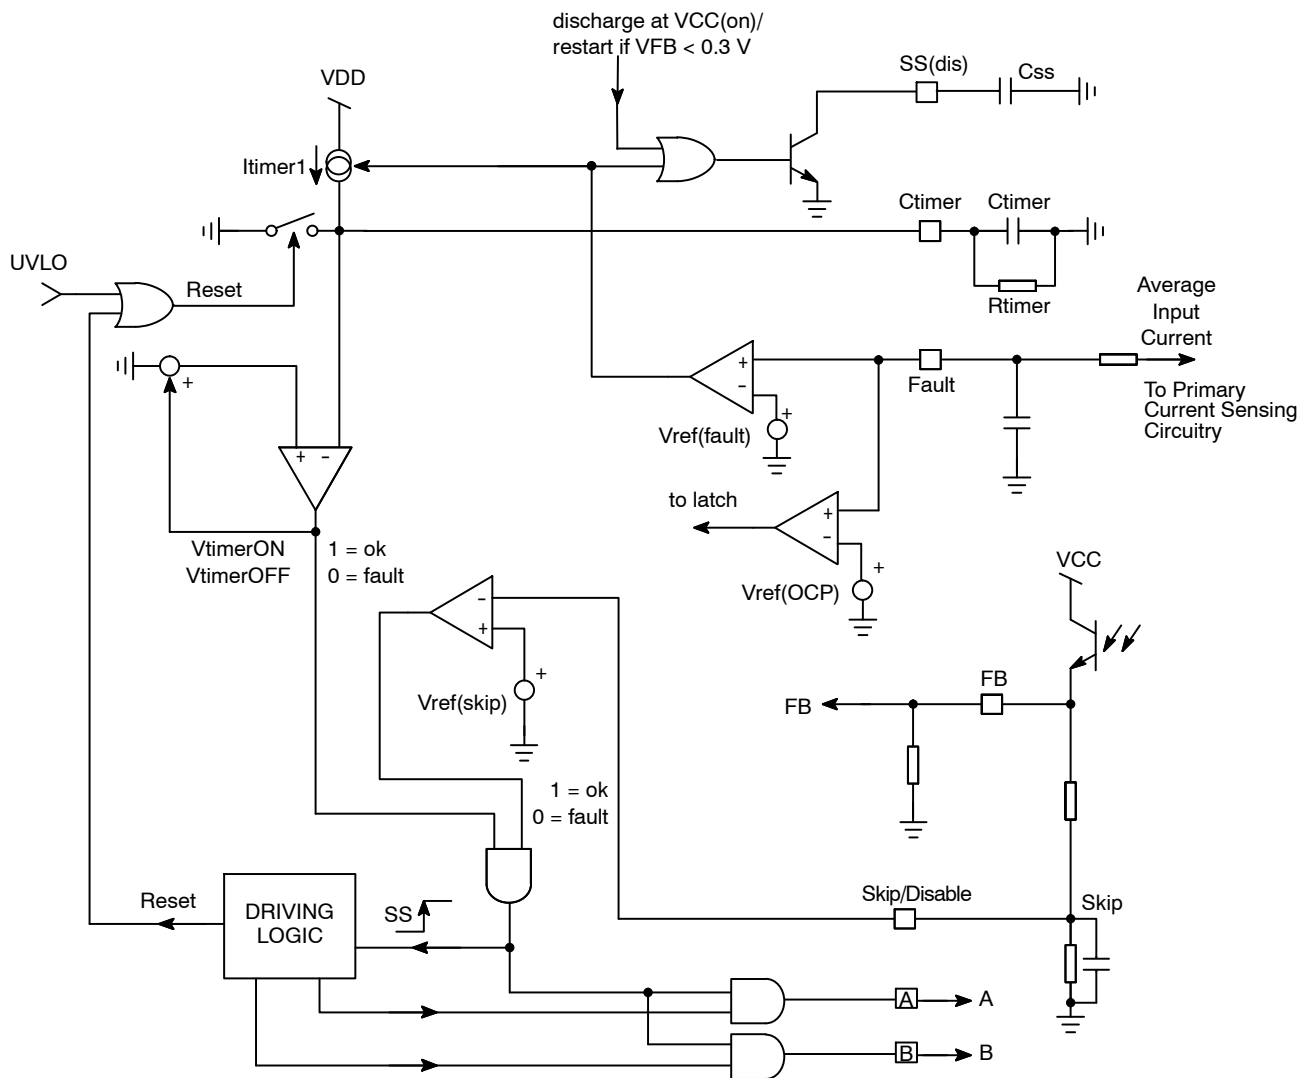 discharge at VCC(on)/
restart if VFB < 0.3 V
VDD
SS(dis)
Css
Itimer1
Ctimer
Ctimer
UVLO
Reset
Rtimer
Average
Input
Current
+
+
-
Fault
To Primary
Current Sensing
Circuitry
+
Vref(fault)
+ -
to latch
+
-
VtimerON
VtimerOFF
1 = ok
0 = fault
VCC
+
Vref(OCP)
-
+
+
Vref(skip)
FB
FB
1 = ok
0 = fault
Reset
DRIVING
LOGIC
SS
Skip/Disable
Skip
A
A
B
B